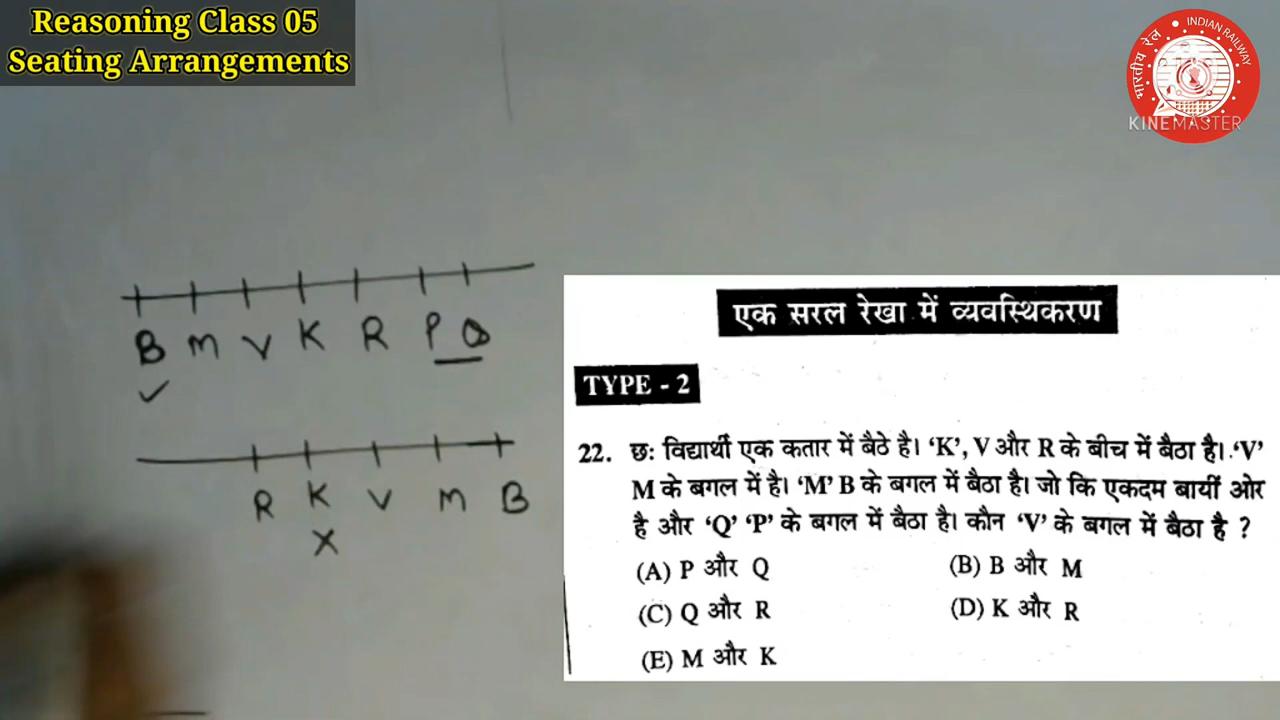 Reasoning Class 05
Seating Arrangements
भारतीय रेल
INDIAN RAILWAY
KINEMASTER
B M V K R P Q
R K V M B
एक सरल रेखा में व्यवस्थिकरण
TYPE - 2
22. छः विद्यार्थी एक कतार में बैठे है। ‘K’, V और R के बीच में बैठा है। ‘V’
M के बगल में है। ‘M’ B के बगल में बैठा है। जो कि एकदम बायीं ओर
है और ‘Q’ ‘P’ के बगल में बैठा है। कौन ‘V’ के बगल में बैठा है ?
(A) P और Q (B) B और M
(C) Q और R (D) K और R
(E) M और K